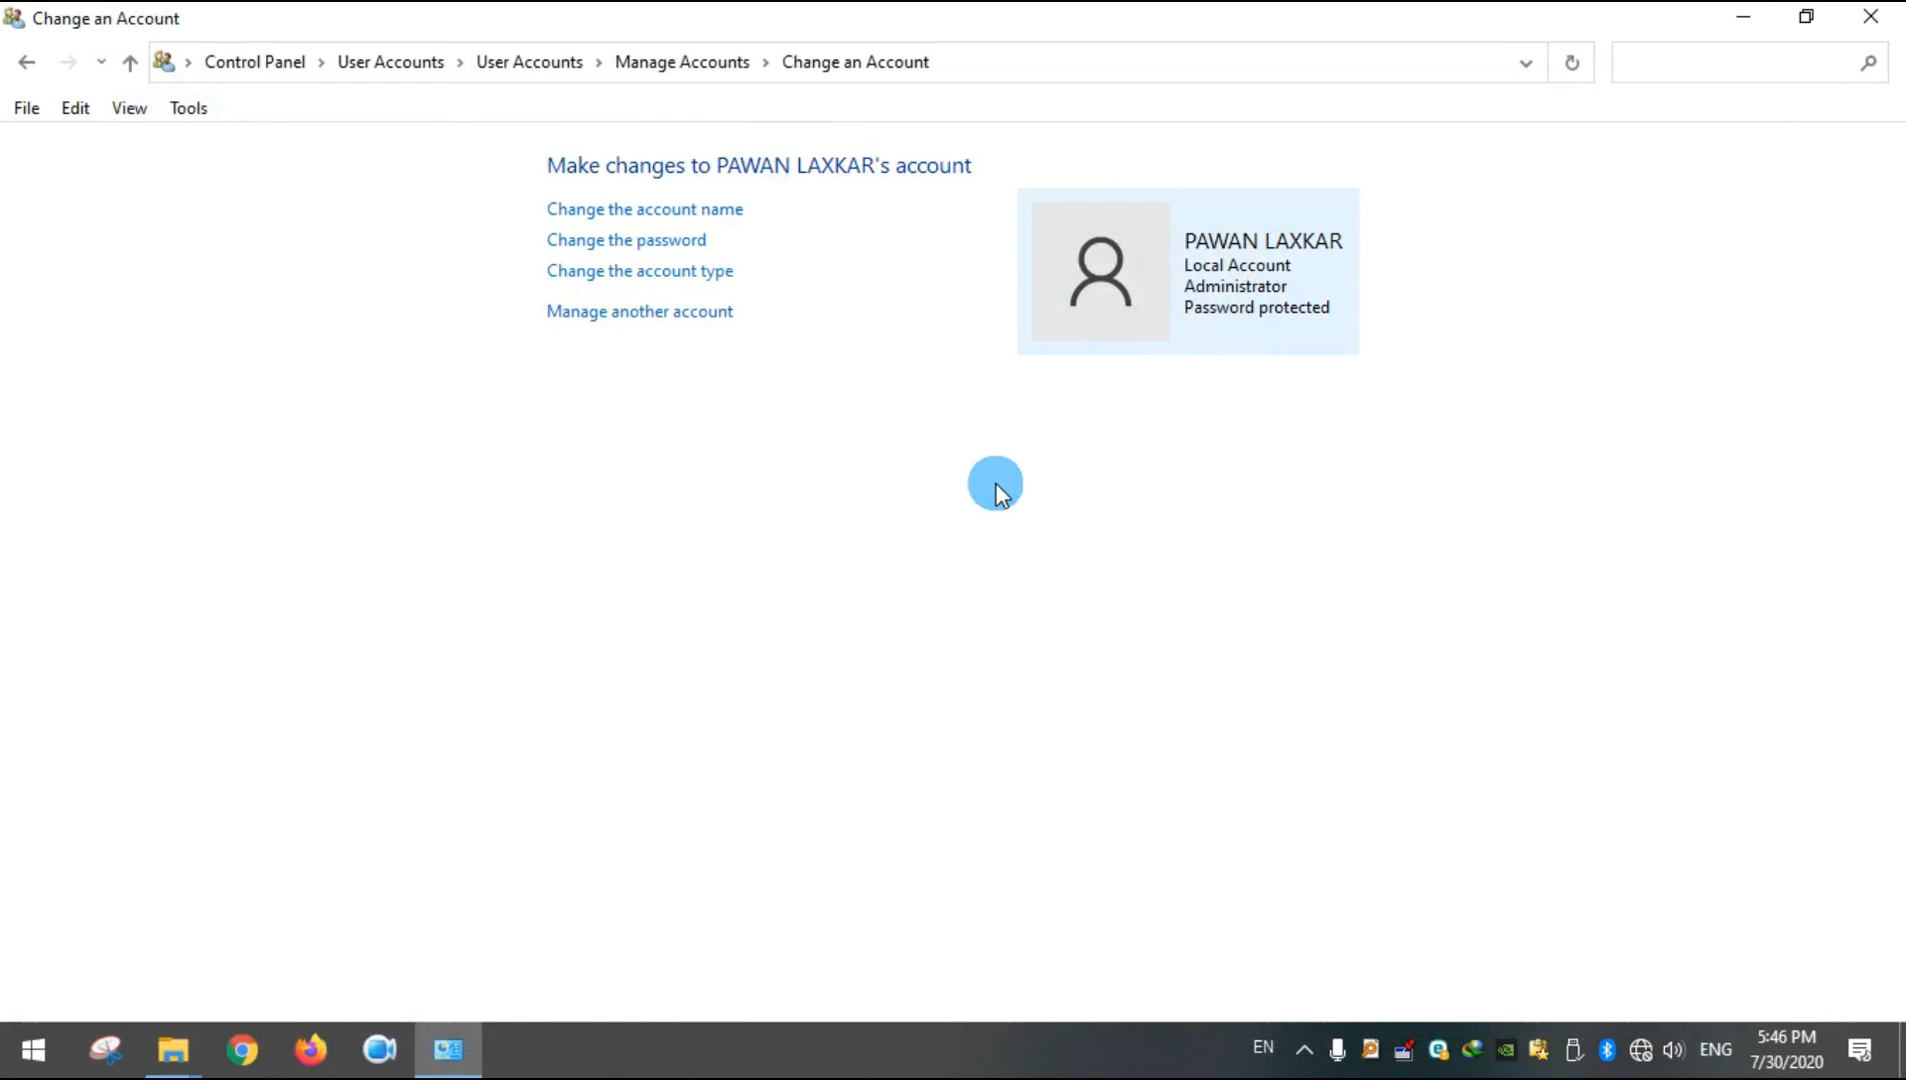 Change an Account
Control Panel > User Accounts > User Accounts > Manage Accounts > Change an Account
File Edit View Tools
Make changes to PAWAN LAXKAR's account
Change the account name
Change the password
Change the account type
Manage another account
PAWAN LAXKAR
Local Account
Administrator
Password protected
EN
ENG
5:46 PM
7/30/2020